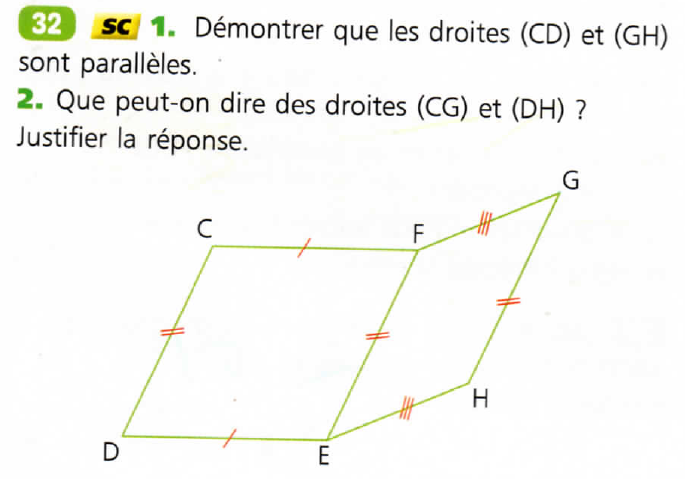 32 SC 1. Démontrer que les droites (CD) et (GH)
sont parallèles.
2. Que peut-on dire des droites (CG) et (DH) ?
Justifier la réponse.
G
C
F
H
D
E